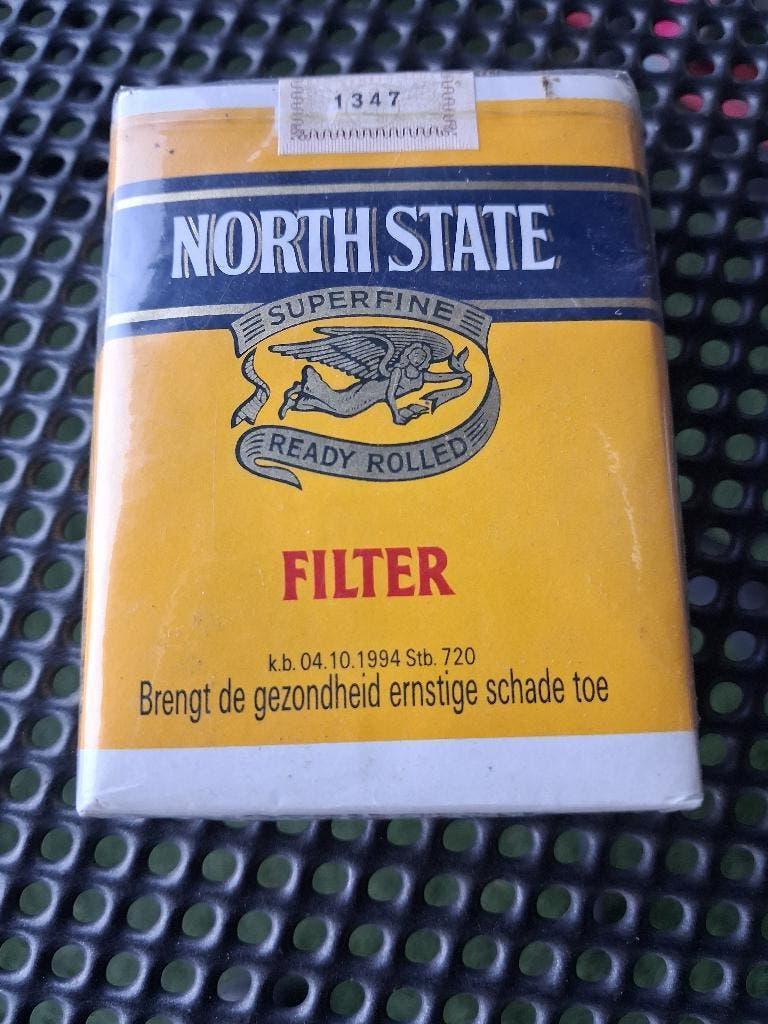 1347
NORTH STATE
SUPERFINE
READY ROLLED
FILTER
k.b. 04.10.1994 Stb. 720
Brengt de gezondheid ernstige schade toe